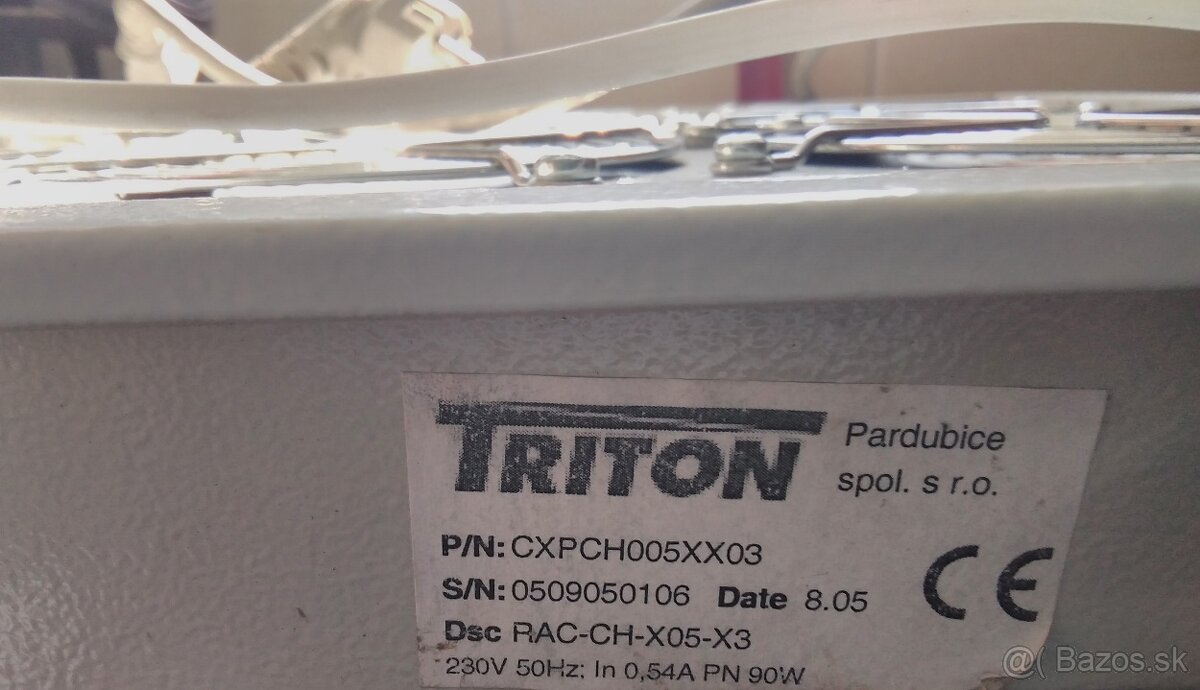 TRITON
Pardubice
spol. s r.o.
P/N: CXPCH005XX03
S/N: 0509050106 Date 8.05
Dsc RAC-CH-X05-X3
230V 50Hz; In 0,54A PN 90W
CE
@( Bazos.sk